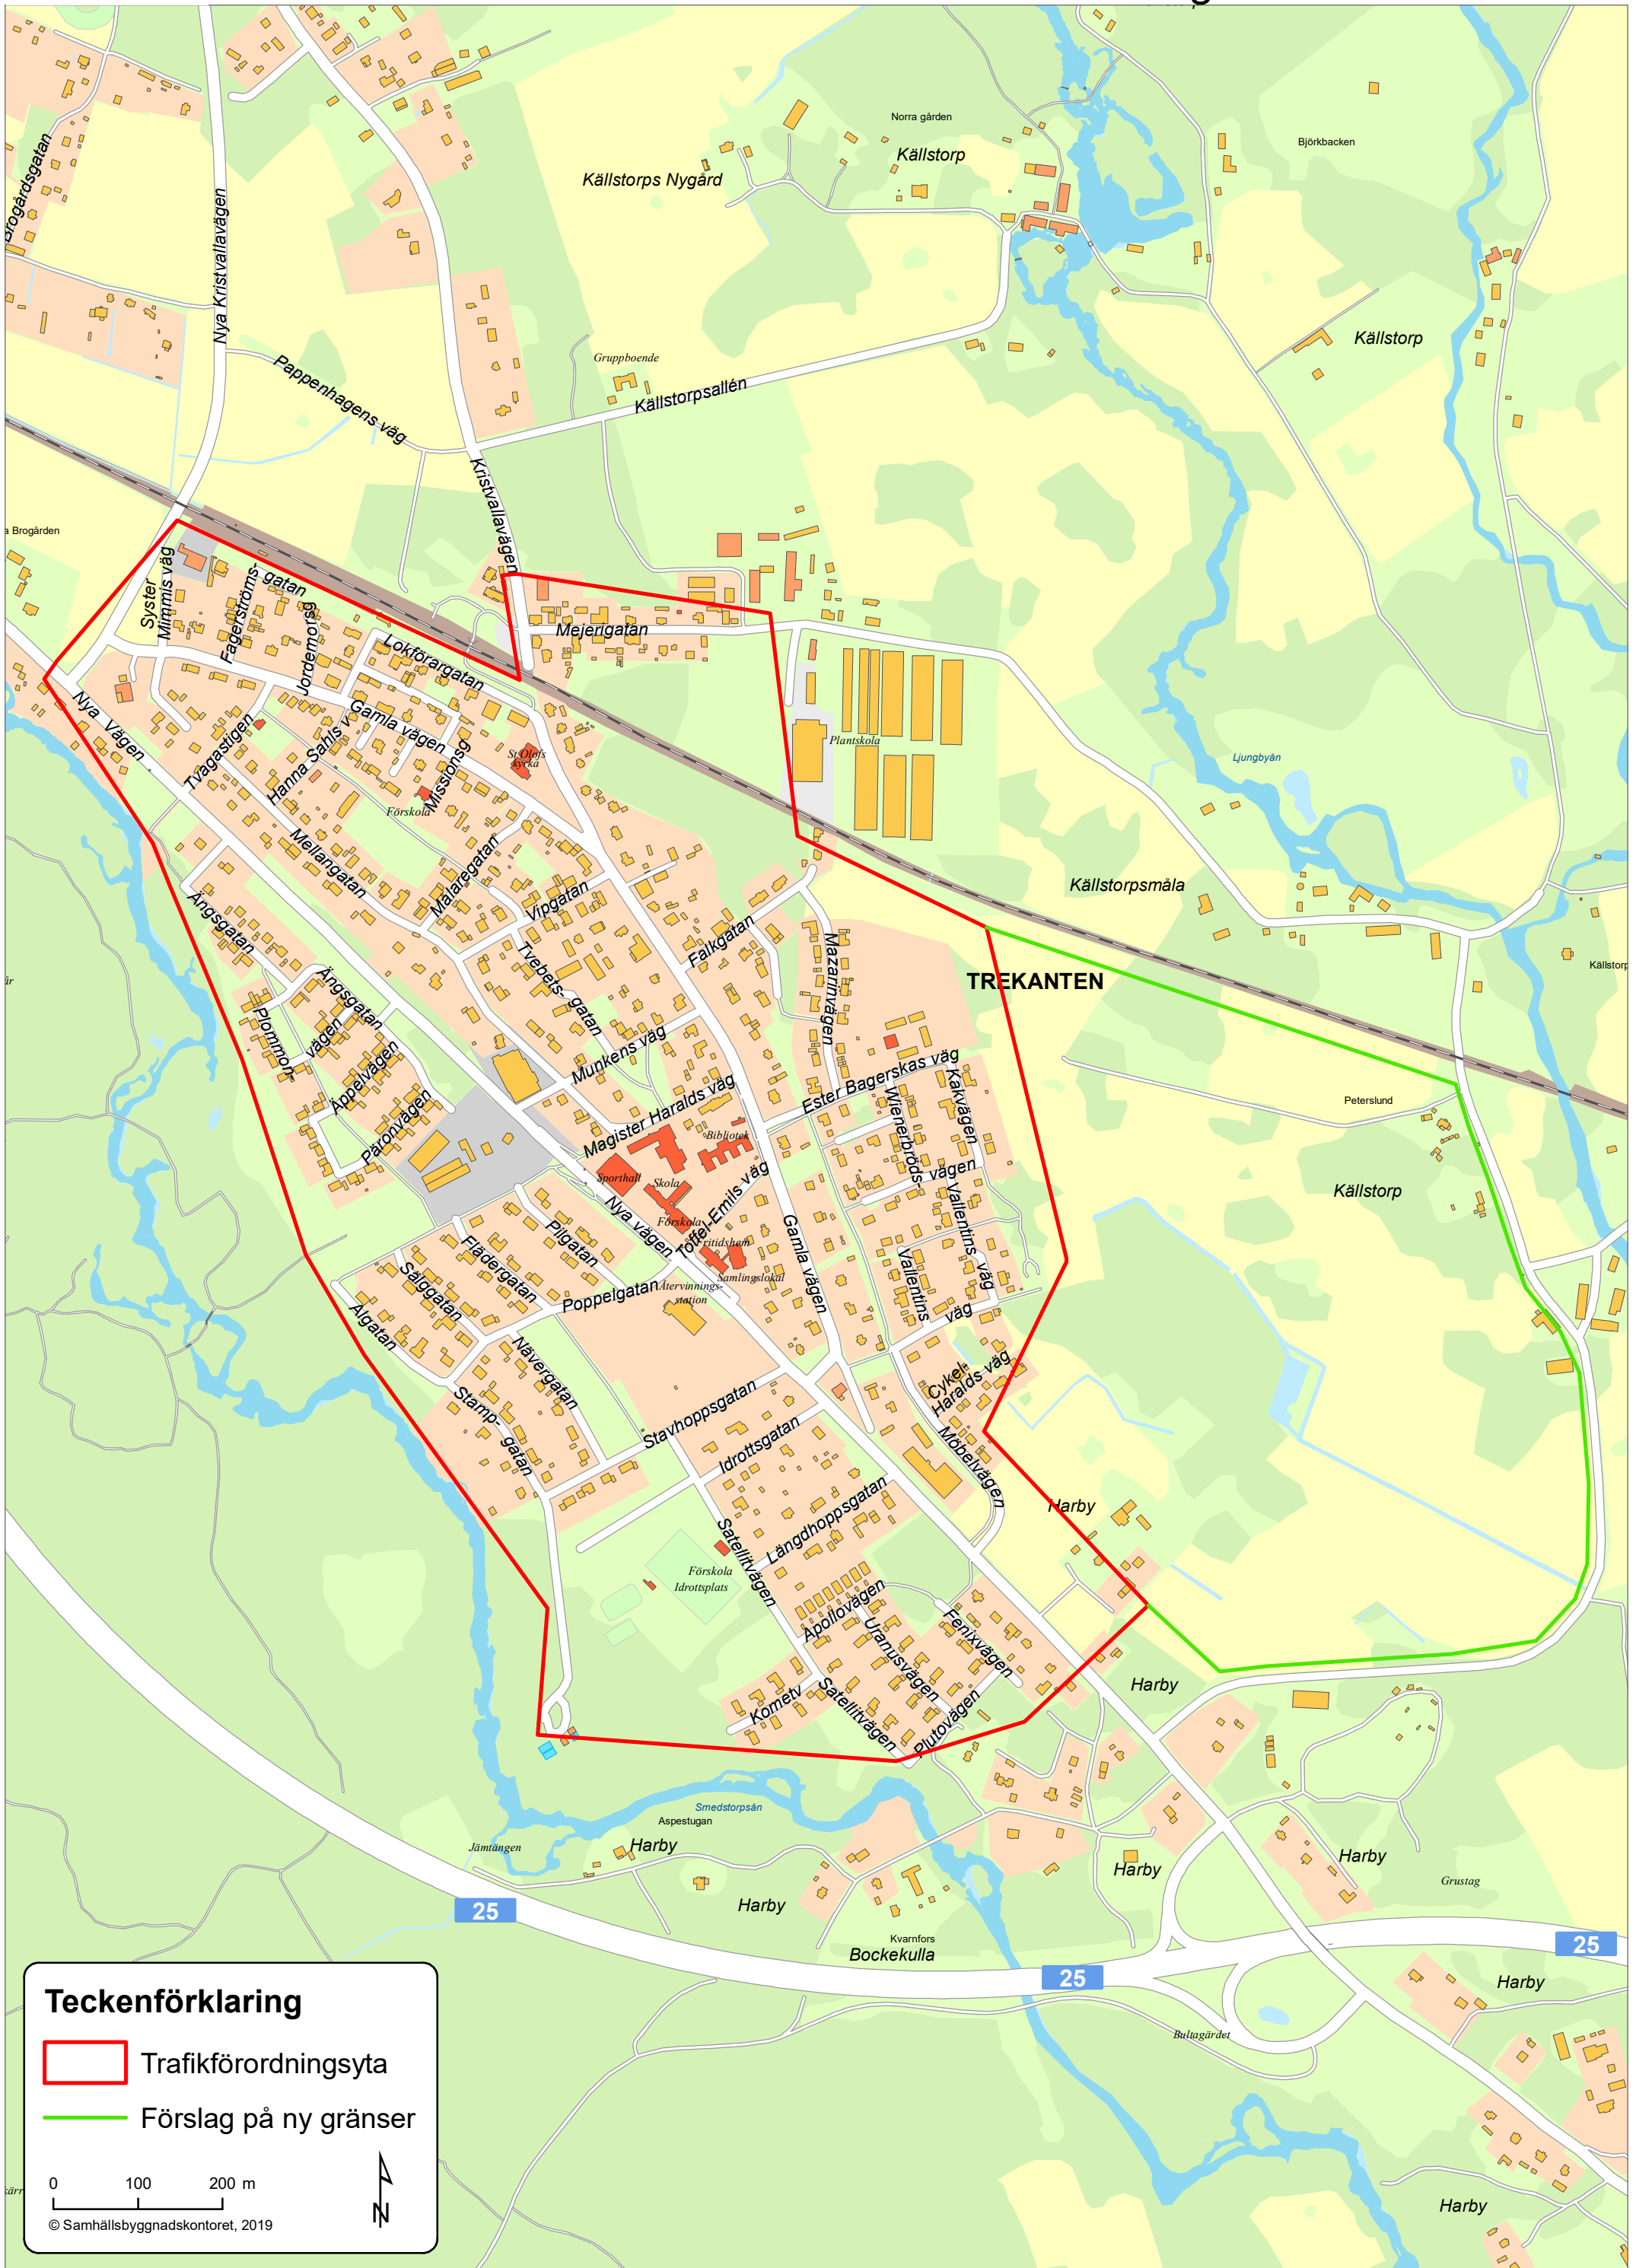 Norra gården
Källstorp
Björkbacken
Källstorps Nygård
Brogårdsgatan
Nya Kristvallavägen
Källstorp
Gruppboende
Pappenhagens väg
Källstorpsallén
Kristvallavägen
a Brogården
Syster
Mimmis väg
Fagerströms-
gatan
Jordemorsg
Mejerigatan
Lokförargatan
Nya Vägen
Gamla vägen
Tvågastigen
Hanna Sahls v
Missionsg
St Olofs
kyrka
Plantskola
Ljungbyån
Förskola
Mellangatan
Målaregatan
Vipgatan
Källstorpsmåla
Ängsgatan
Falkgatan
Mazarinvägen
Tvebets-
gatan
TREKANTEN
Källstorp
Ängsgatan
Plommon-
vägen
Äppelvägen
Päronvägen
Munkens väg
Magister Haralds väg
Ester Bagerskas väg
Kakvägen
Wienerbröds-
vägen
Peterslund
Bibliotek
Sporthall
Skola
Förskola
Fritidshem
Samlingslokal
Toffel-Emils väg
Nya vägen
Källstorp
Vallentins väg
Gamla vägen
Pilgatan
Flädergatan
Sälggatan
Algatan
Poppelgatan
Återvinnings-
station
Vallentins
väg
Nävergatan
Stamp-
gatan
Cykel-
Haralds väg
Stavhoppsgatan
Idrottsgatan
Möbelvägen
Harby
Längdhoppsgatan
Satellitvägen
Förskola
Idrottsplats
Apollovägen
Uranusvägen
Fenixvägen
Harby
Kometv
Satellitvägen
Plutovägen
Smedstorpsån
Aspestugan
Jämtängen
Harby
Harby
Harby
Grustag
Harby
25
Kvarnfors
Bockekulla
25
25
Harby
Bultagärdet
Harby
Teckenförklaring
Trafikförordningsyta
Förslag på ny gränser
0 100 200 m
N
© Samhällsbyggnadskontoret, 2019